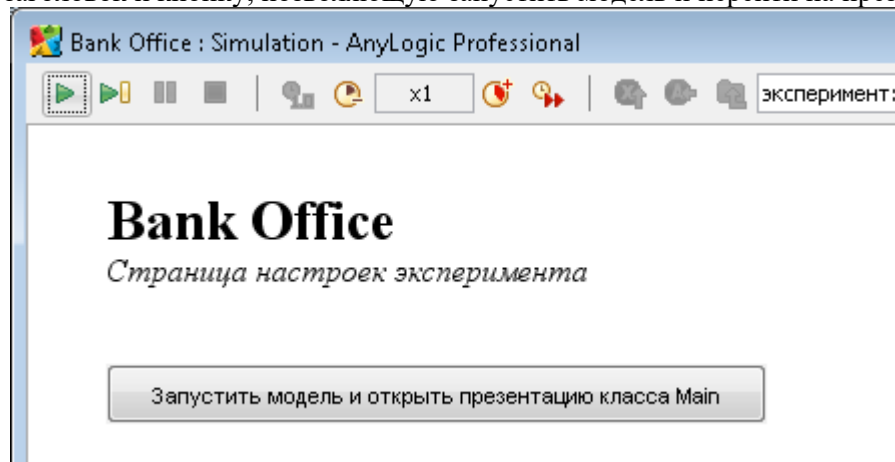 Bank Office : Simulation - AnyLogic Professional
x1
эксперимент:
Bank Office
Страница настроек эксперимента
Запустить модель и открыть презентацию класса Main